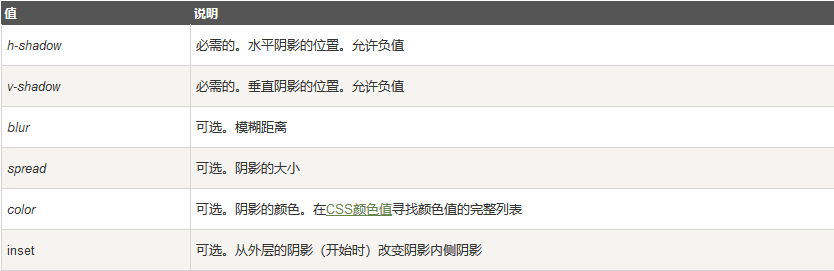 值 说明
h-shadow 必需的。水平阴影的位置。允许负值
v-shadow 必需的。垂直阴影的位置。允许负值
blur 可选。模糊距离
spread 可选。阴影的大小
color 可选。阴影的颜色。在CSS颜色值寻找颜色值的完整列表
inset 可选。从外层的阴影（开始时）改变阴影内侧阴影